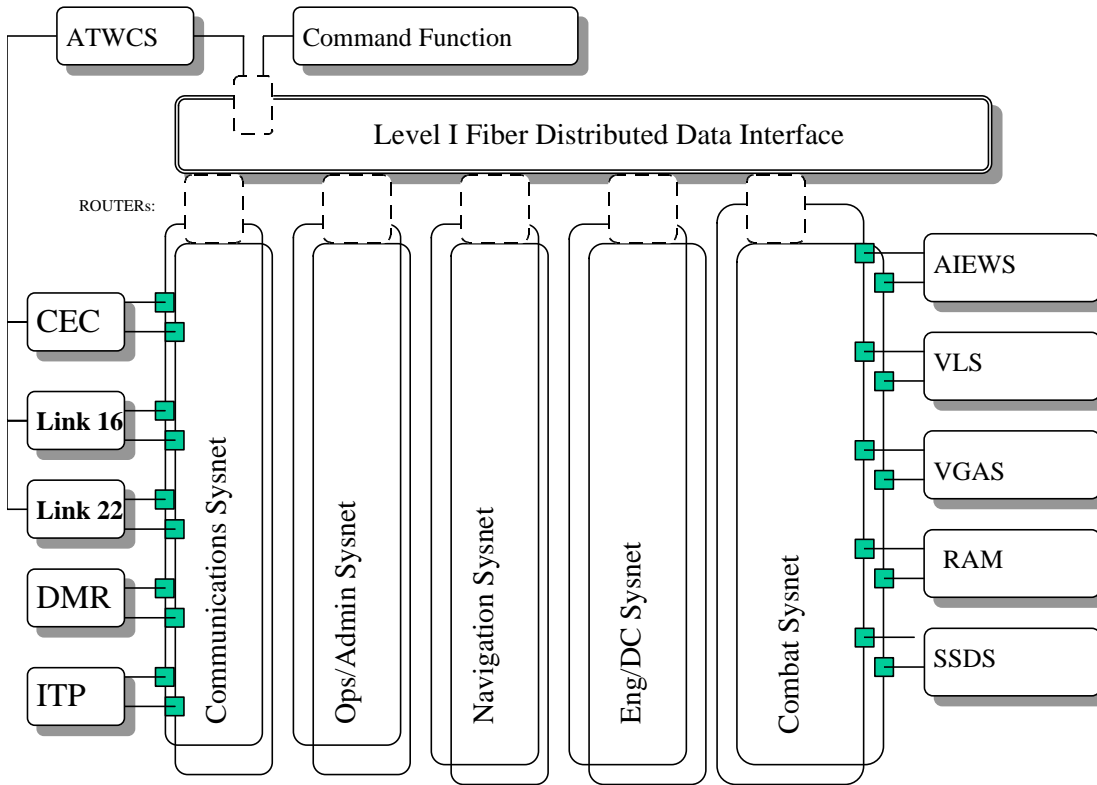 ATWCS
Command Function
Level I Fiber Distributed Data Interface
ROUTERs:
CEC
Link 16
Link 22
DMR
ITP
Communications Sysnet
Ops/Admin Sysnet
Navigation Sysnet
Eng/DC Sysnet
Combat Sysnet
AIEWS
VLS
VGAS
RAM
SSDS